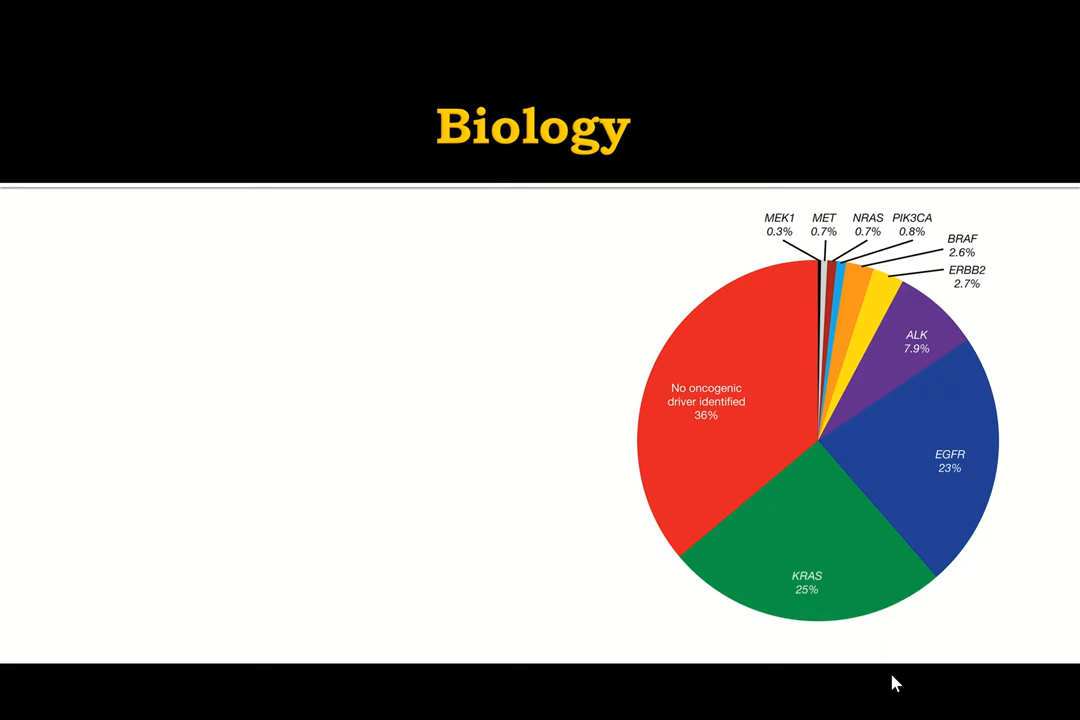 Biology
MEK1
0.3%
MET
0.7%
NRAS
0.7%
PIK3CA
0.8%
BRAF
2.6%
ERBB2
2.7%
ALK
7.9%
No oncogenic
driver identified
36%
EGFR
23%
KRAS
25%